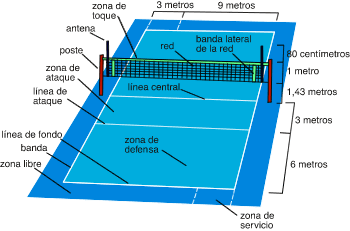 zona de
toque
3 metros
9 metros
antena
banda lateral
de la red
red
poste
80 centímetros
1 metro
zona de
ataque
línea central
1,43 metros
línea de
ataque
3 metros
línea de fondo
zona de
defensa
banda
6 metros
zona libre
zona de
servicio